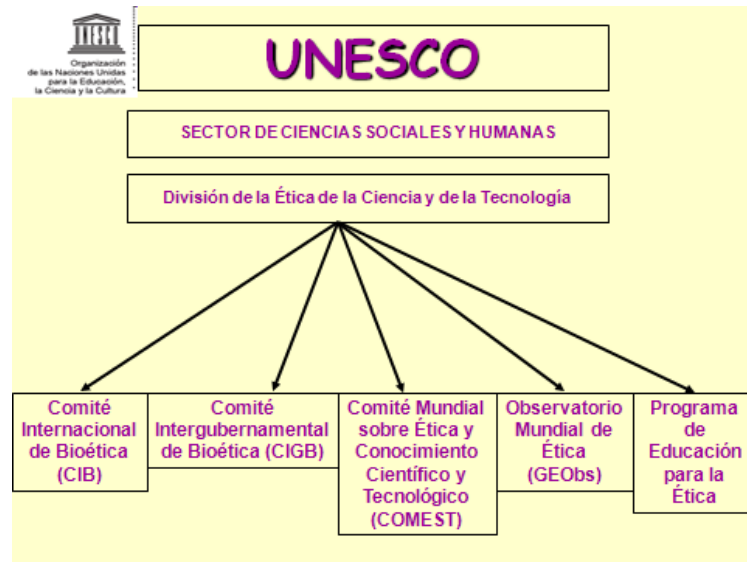 UNESCO
Organización
de las Naciones Unidas
para la Educación,
la Ciencia y la Cultura
UNESCO
SECTOR DE CIENCIAS SOCIALES Y HUMANAS
División de la Ética de la Ciencia y de la Tecnología
Comité
Internacional
de Bioética
(CIB)
Comité
Intergubernamental
de Bioética (CIGB)
Comité Mundial
sobre Ética y
Conocimiento
Científico y
Tecnológico
(COMEST)
Observatorio
Mundial de
Ética
(GEObs)
Programa
de
Educación
para la
Ética